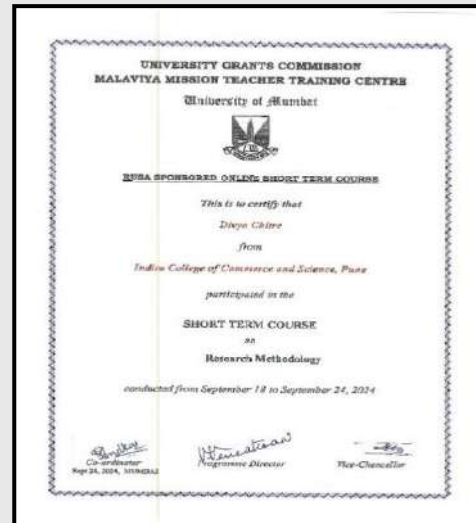 UNIVERSITY GRANTS COMMISSION
MALAVIYA MISSION TEACHER TRAINING CENTRE
University of Mumbai
RUSA SPONSORED ONLINE SHORT TERM COURSE
This is to certify that
Divya Chitre
from
Indira College of Commerce and Science, Pune
participated in the
SHORT TERM COURSE
on
Research Methodology
conducted from September 18 to September 24, 2024
Co-ordinator Programme Director Vice-Chancellor
Sept 24, 2024, MUMBAI